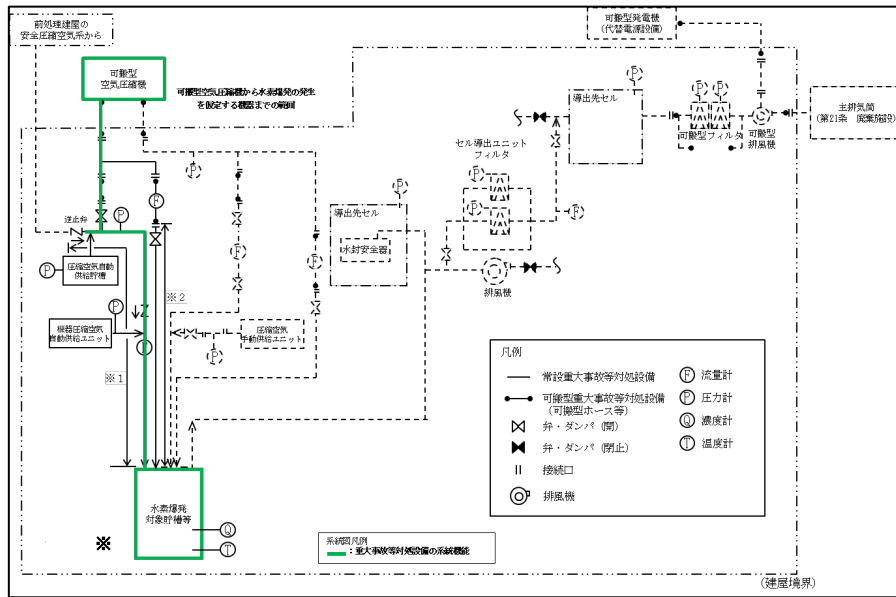 前処理建屋の
安全圧縮空気系から
可搬型
空気圧縮機
可搬型空気圧縮機から水素爆発の発生
を仮定する機器までの範囲
可搬型発電機
(代替電源設備)
主排気筒
(第21条 廃棄施設)
可搬型
排風機
可搬型フィルタ
導出先セル
セル導出ユニット
フィルタ
導出先セル
水封安全器
排風機
逆止弁
圧縮空気自動
供給貯槽
機器圧縮空気
自動供給ユニット
圧縮空気
手動供給ユニット
※1
※2
P
P
P
P
P
P
P
P
P
P
P
F
F
F
F
水素爆発
対象貯槽等
Q
T
※
系統図凡例
:重大事故等対処設備の系統機能
凡例
常設重大事故等対処設備
可搬型重大事故等対処設備
(可搬型ホース等)
弁・ダンパ (開)
弁・ダンパ (閉止)
接続口
排風機
F 流量計
P 圧力計
Q 濃度計
T 温度計
(建屋境界)